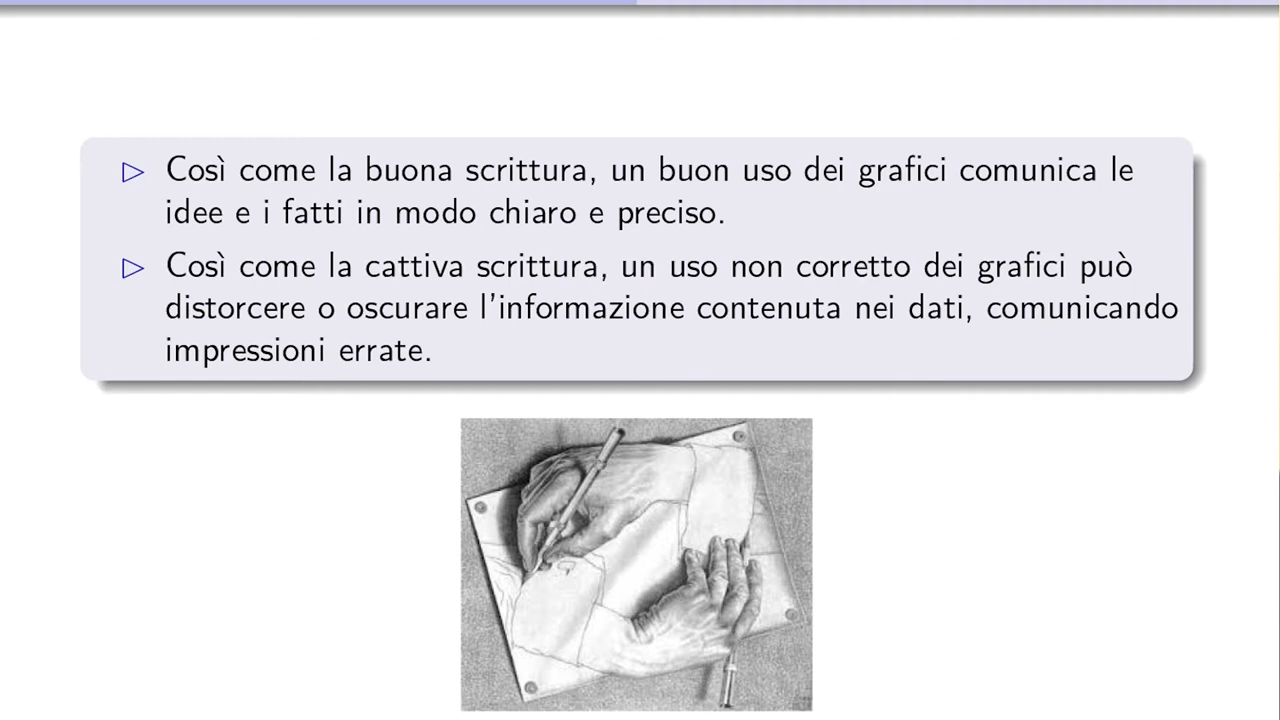 Così come la buona scrittura, un buon uso dei grafici comunica le
idee e i fatti in modo chiaro e preciso.
Così come la cattiva scrittura, un uso non corretto dei grafici può
distorcere o oscurare l'informazione contenuta nei dati, comunicando
impressioni errate.